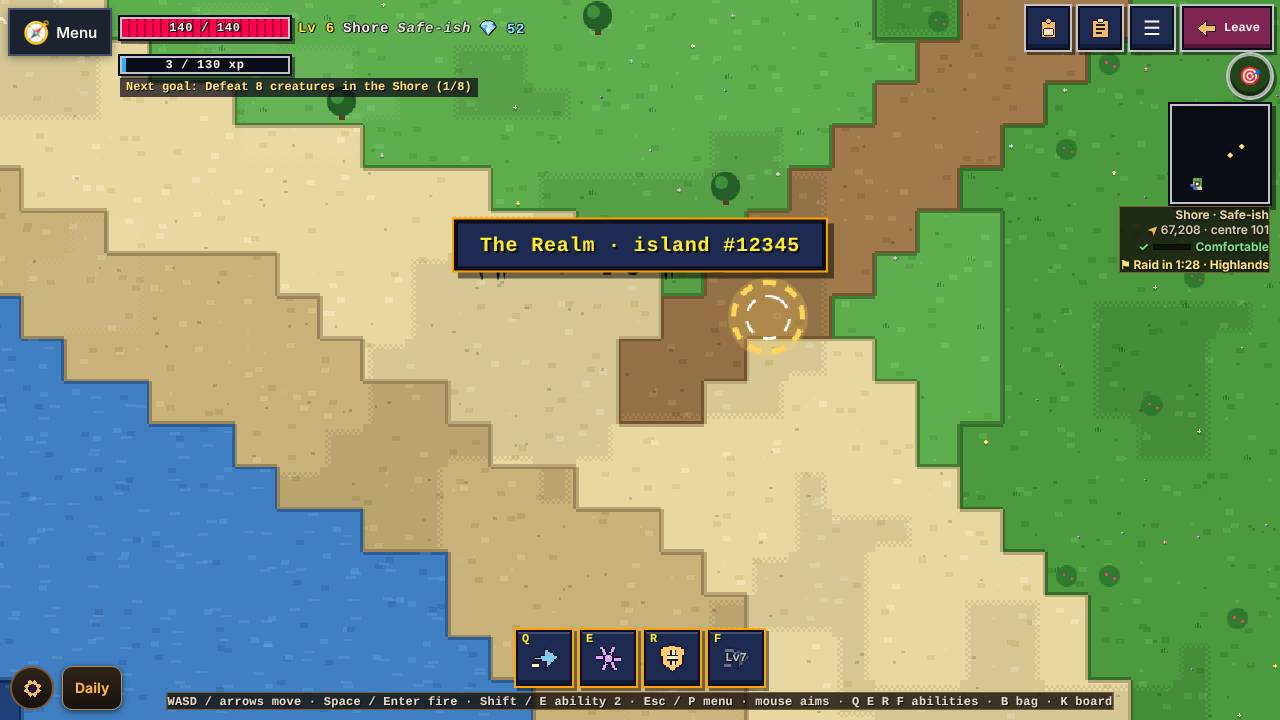 Menu
140 / 140
Lv 6 Shore Safe-ish 52
3 / 130 xp
Next goal: Defeat 8 creatures in the Shore (1/8)
Leave
The Realm · island #12345
Shore · Safe-ish
67,208 · centre 101
Comfortable
Raid in 1:28 · Highlands
Q
E
R
F
Lv7
Daily
WASD / arrows move · Space / Enter fire · Shift / E ability 2 · Esc / P menu · mouse aims · Q E R F abilities · B bag · K board